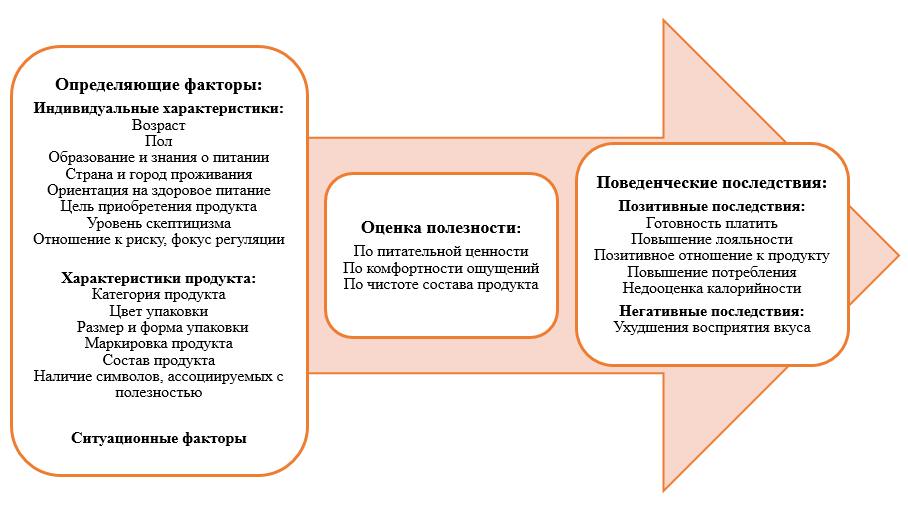 Определяющие факторы:
Индивидуальные характеристики:
Возраст
Пол
Образование и знания о питании
Страна и город проживания
Ориентация на здоровое питание
Цель приобретения продукта
Уровень скептицизма
Отношение к риску, фокус регуляции
Характеристики продукта:
Категория продукта
Цвет упаковки
Размер и форма упаковки
Маркировка продукта
Состав продукта
Наличие символов, ассоциируемых с
полезностью
Ситуационные факторы
Оценка полезности:
По питательной ценности
По комфортности ощущений
По чистоте состава продукта
Поведенческие последствия:
Позитивные последствия:
Готовность платить
Повышение лояльности
Позитивное отношение к продукту
Повышение потребления
Недооценка калорийности
Негативные последствия:
Ухудшения восприятия вкуса